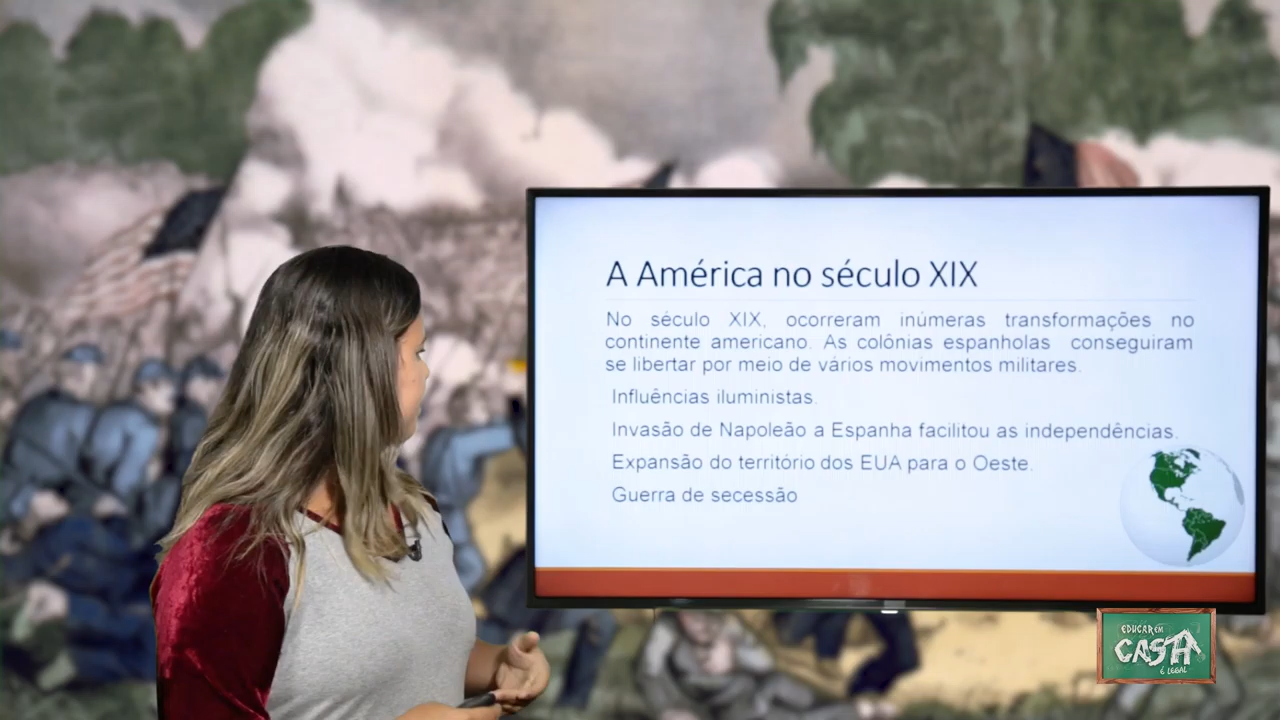 A América no século XIX
No século XIX, ocorreram inúmeras transformações no
continente americano. As colônias espanholas conseguiram
se libertar por meio de vários movimentos militares.
Influências iluministas.
Invasão de Napoleão a Espanha facilitou as independências.
Expansão do território dos EUA para o Oeste.
Guerra de secessão
EDUCAR EM
CASA
É LEGAL